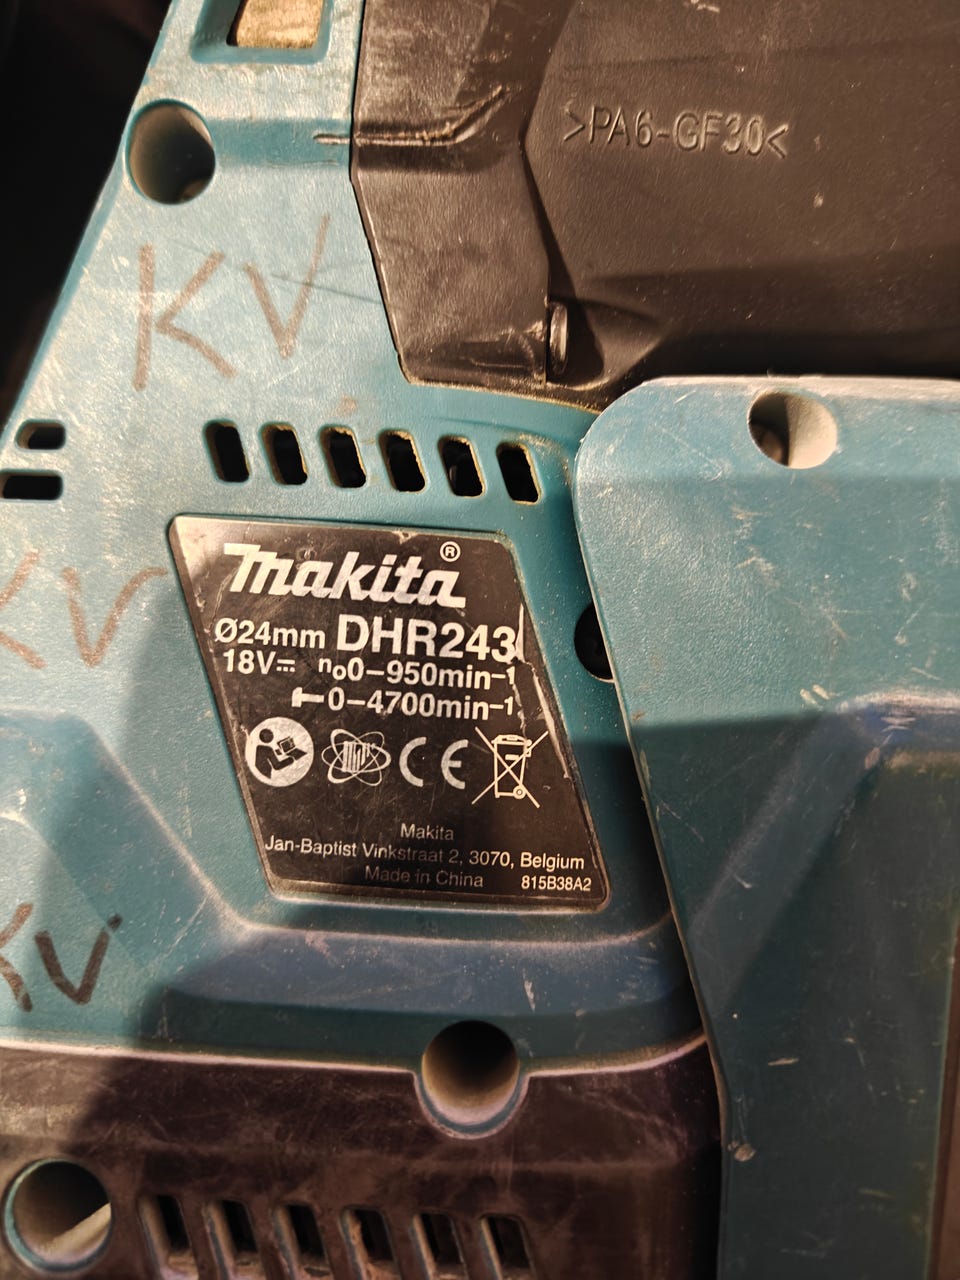 >PA6-GF30<
KV
Makita®
Ø24mm DHR243
18V⎓ n₀0–950min⁻¹
0–4700min⁻¹
KV
CE
Makita
Jan-Baptist Vinkstraat 2, 3070, Belgium
Made in China 815B38A2
KV